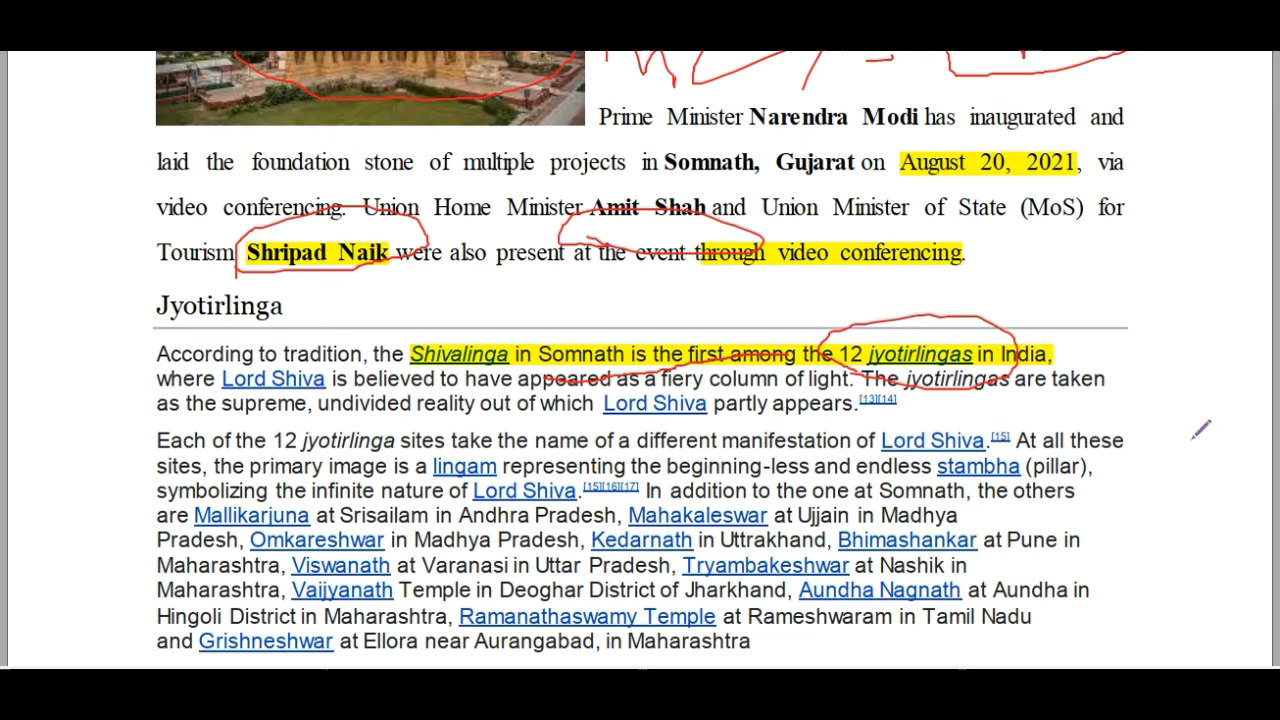 Prime Minister Narendra Modi has inaugurated and
laid the foundation stone of multiple projects in Somnath, Gujarat on August 20, 2021, via
video conferencing. Union Home Minister Amit Shah and Union Minister of State (MoS) for
Tourism Shripad Naik were also present at the event through video conferencing.
Jyotirlinga
According to tradition, the Shivalinga in Somnath is the first among the 12 jyotirlingas in India,
where Lord Shiva is believed to have appeared as a fiery column of light. The jyotirlingas are taken
as the supreme, undivided reality out of which Lord Shiva partly appears.[13][14]
Each of the 12 jyotirlinga sites take the name of a different manifestation of Lord Shiva.[15] At all these
sites, the primary image is a lingam representing the beginning-less and endless stambha (pillar),
symbolizing the infinite nature of Lord Shiva.[15][16][17] In addition to the one at Somnath, the others
are Mallikarjuna at Srisailam in Andhra Pradesh, Mahakaleswar at Ujjain in Madhya
Pradesh, Omkareshwar in Madhya Pradesh, Kedarnath in Uttrakhand, Bhimashankar at Pune in
Maharashtra, Viswanath at Varanasi in Uttar Pradesh, Tryambakeshwar at Nashik in
Maharashtra, Vaijyanath Temple in Deoghar District of Jharkhand, Aundha Nagnath at Aundha in
Hingoli District in Maharashtra, Ramanathaswamy Temple at Rameshwaram in Tamil Nadu
and Grishneshwar at Ellora near Aurangabad, in Maharashtra